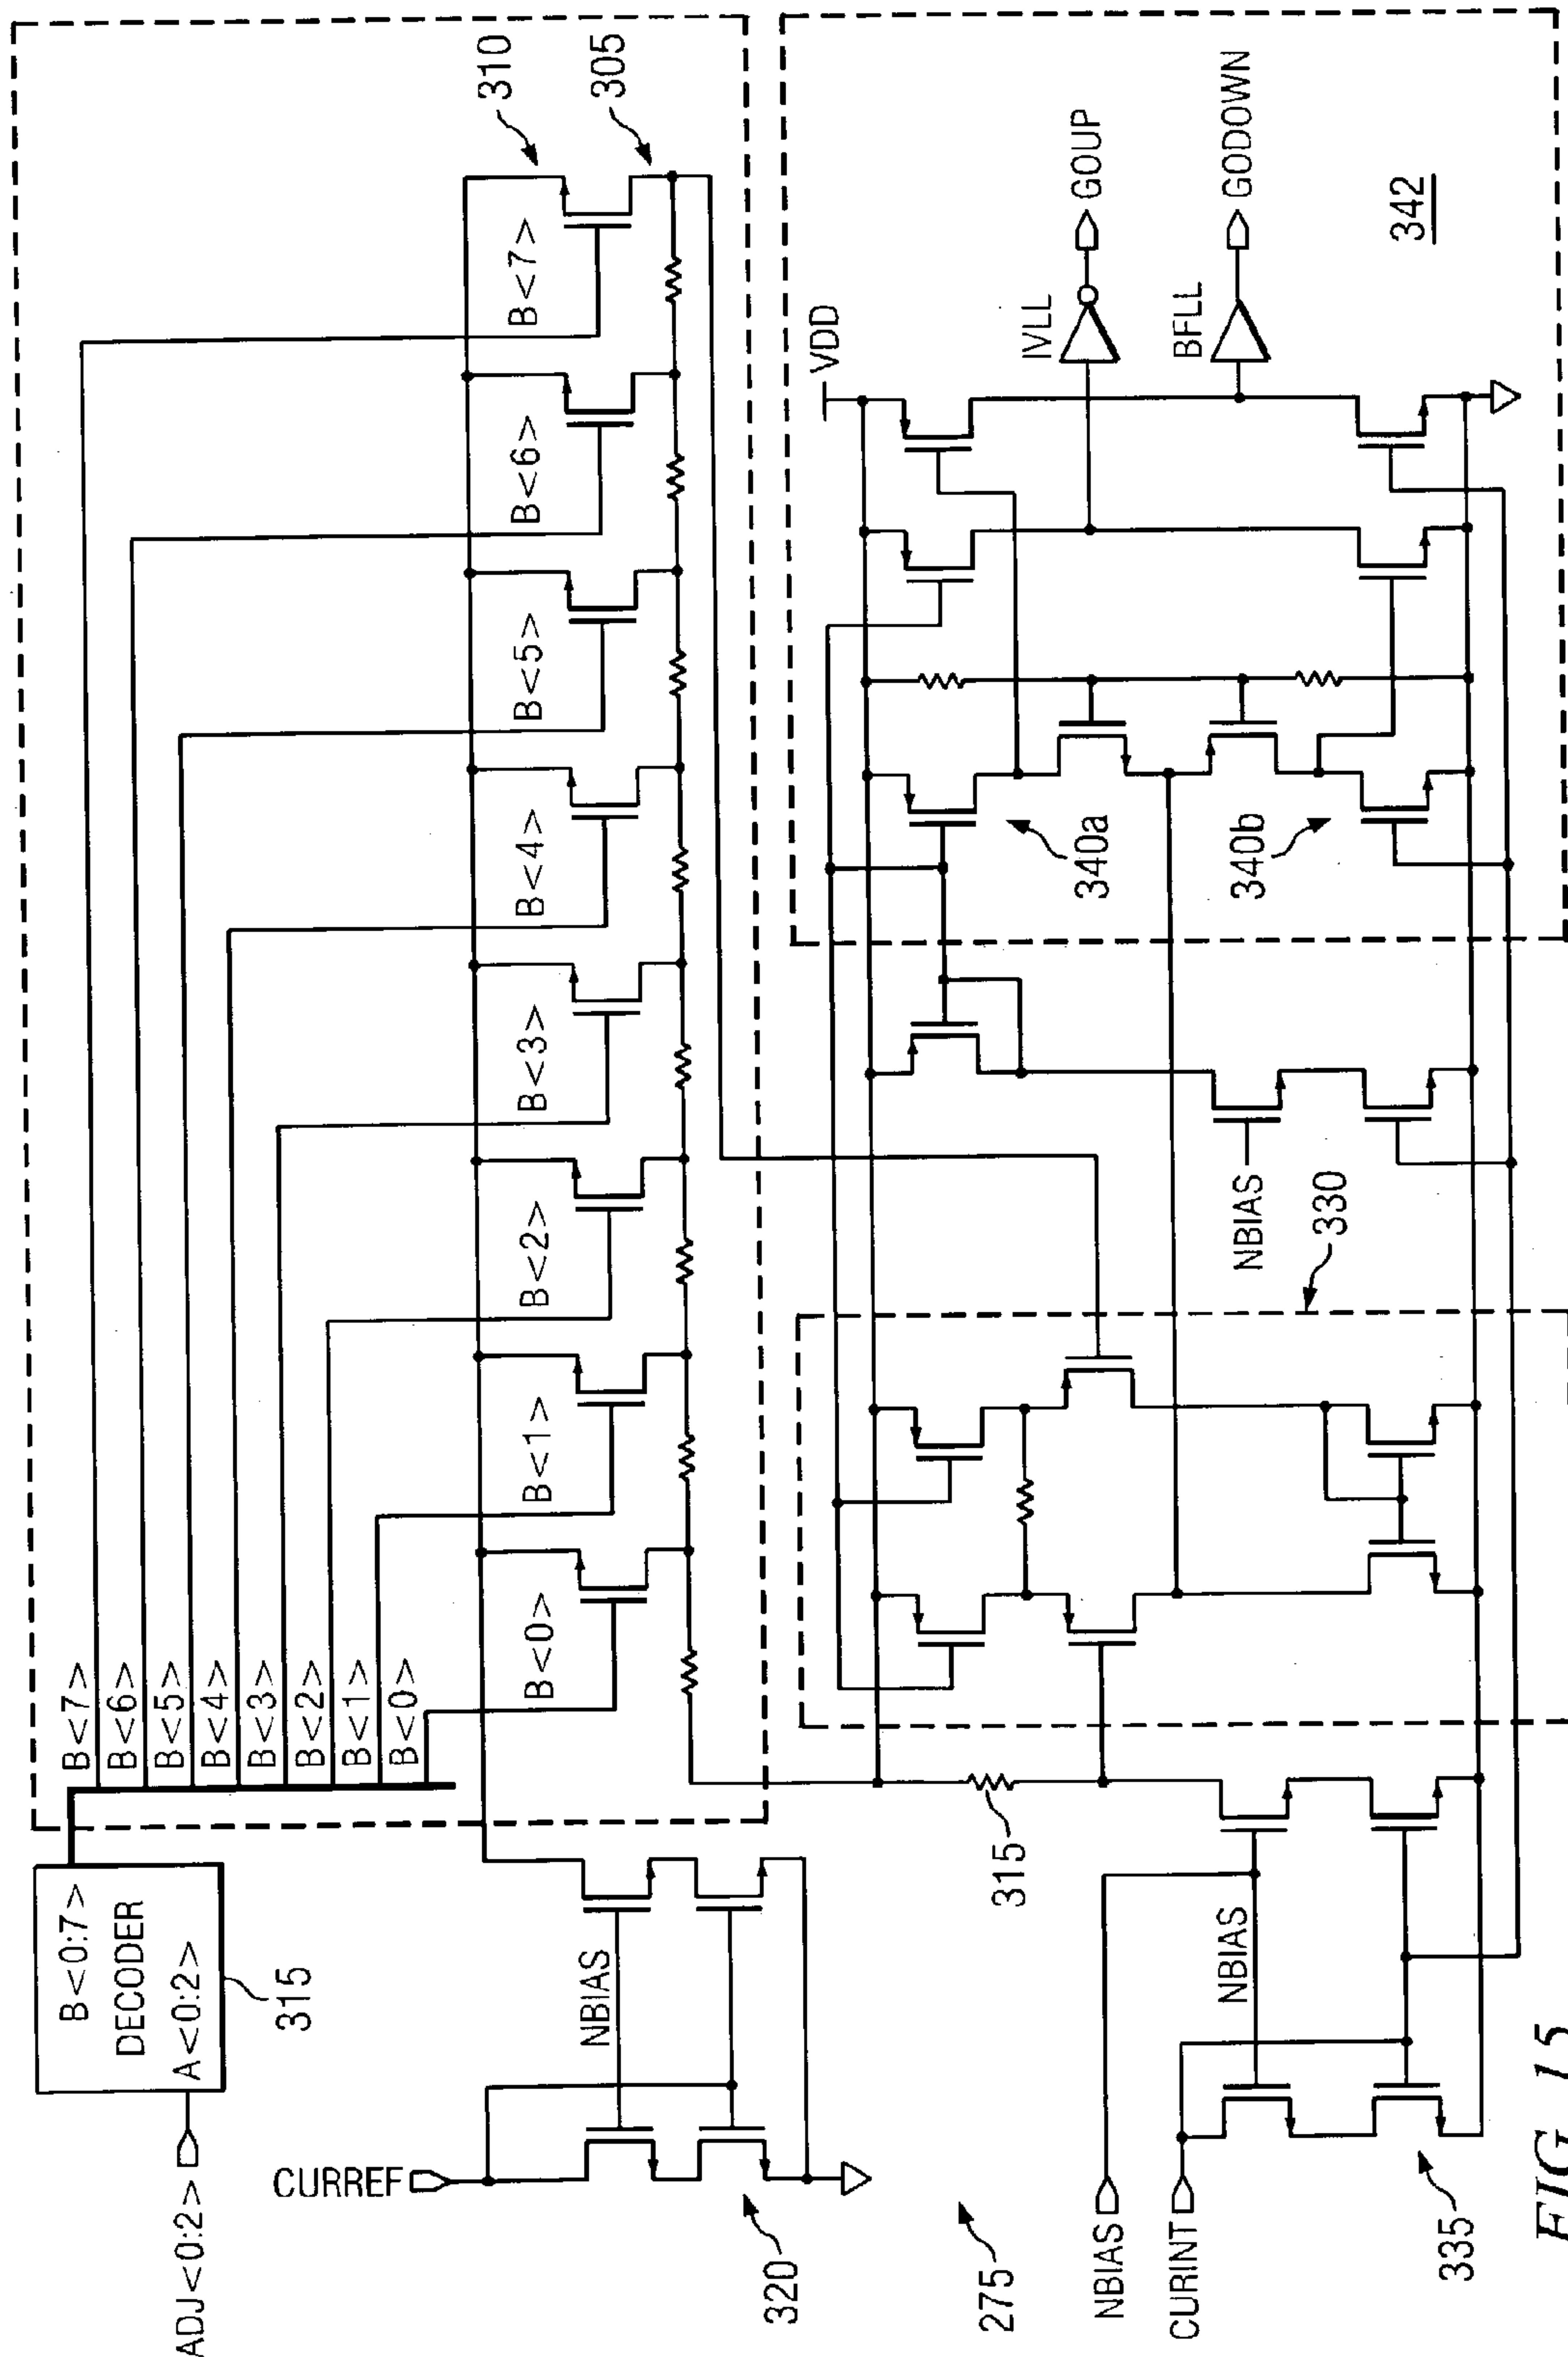 ADJ<0:2>
B<0:7>
DECODER
A<0:2>
315
B<7>
B<6>
B<5>
B<4>
B<3>
B<2>
B<1>
B<0>
B<0>
B<1>
B<2>
B<3>
B<4>
B<5>
B<6>
B<7>
310
305
CURREF
NBIAS
320
275
NBIAS
CURINT
NBIAS
335
315
330
NBIAS
340a
340b
VDD
IVLL
GOUP
BFLL
GODOWN
342
FIG. 15